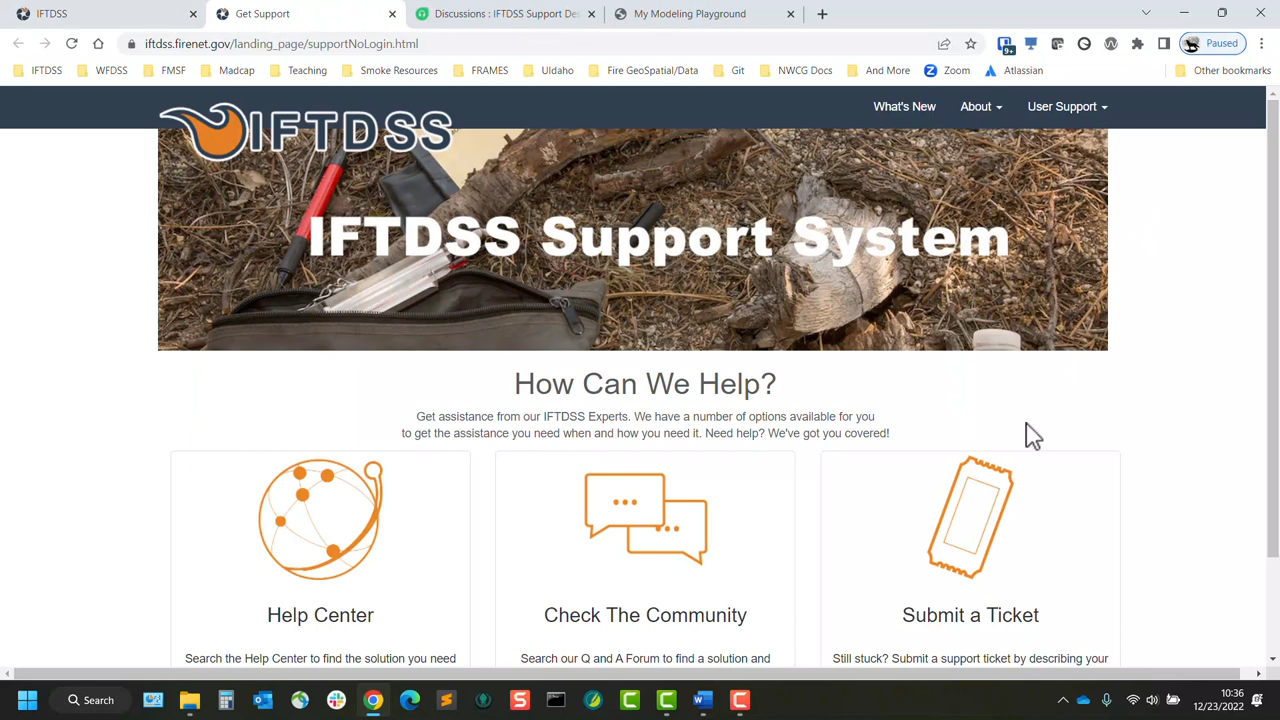 IFTDSS
Get Support
Discussions : IFTDSS Support Des
My Modeling Playground
iftdss.firenet.gov/landing_page/supportNoLogin.html
9+
Paused
IFTDSS
WFDSS
FMSF
Madcap
Teaching
Smoke Resources
FRAMES
UIdaho
Fire GeoSpatial/Data
Git
NWCG Docs
And More
Zoom
Atlassian
Other bookmarks
IFTDSS
What's New
About
User Support
IFTDSS Support System
How Can We Help?
Get assistance from our IFTDSS Experts. We have a number of options available for you
to get the assistance you need when and how you need it. Need help? We've got you covered!
Help Center
Check The Community
Submit a Ticket
Search the Help Center to find the solution you need
Search our Q and A Forum to find a solution and
Still stuck? Submit a support ticket by describing your
Search
10:36
12/23/2022